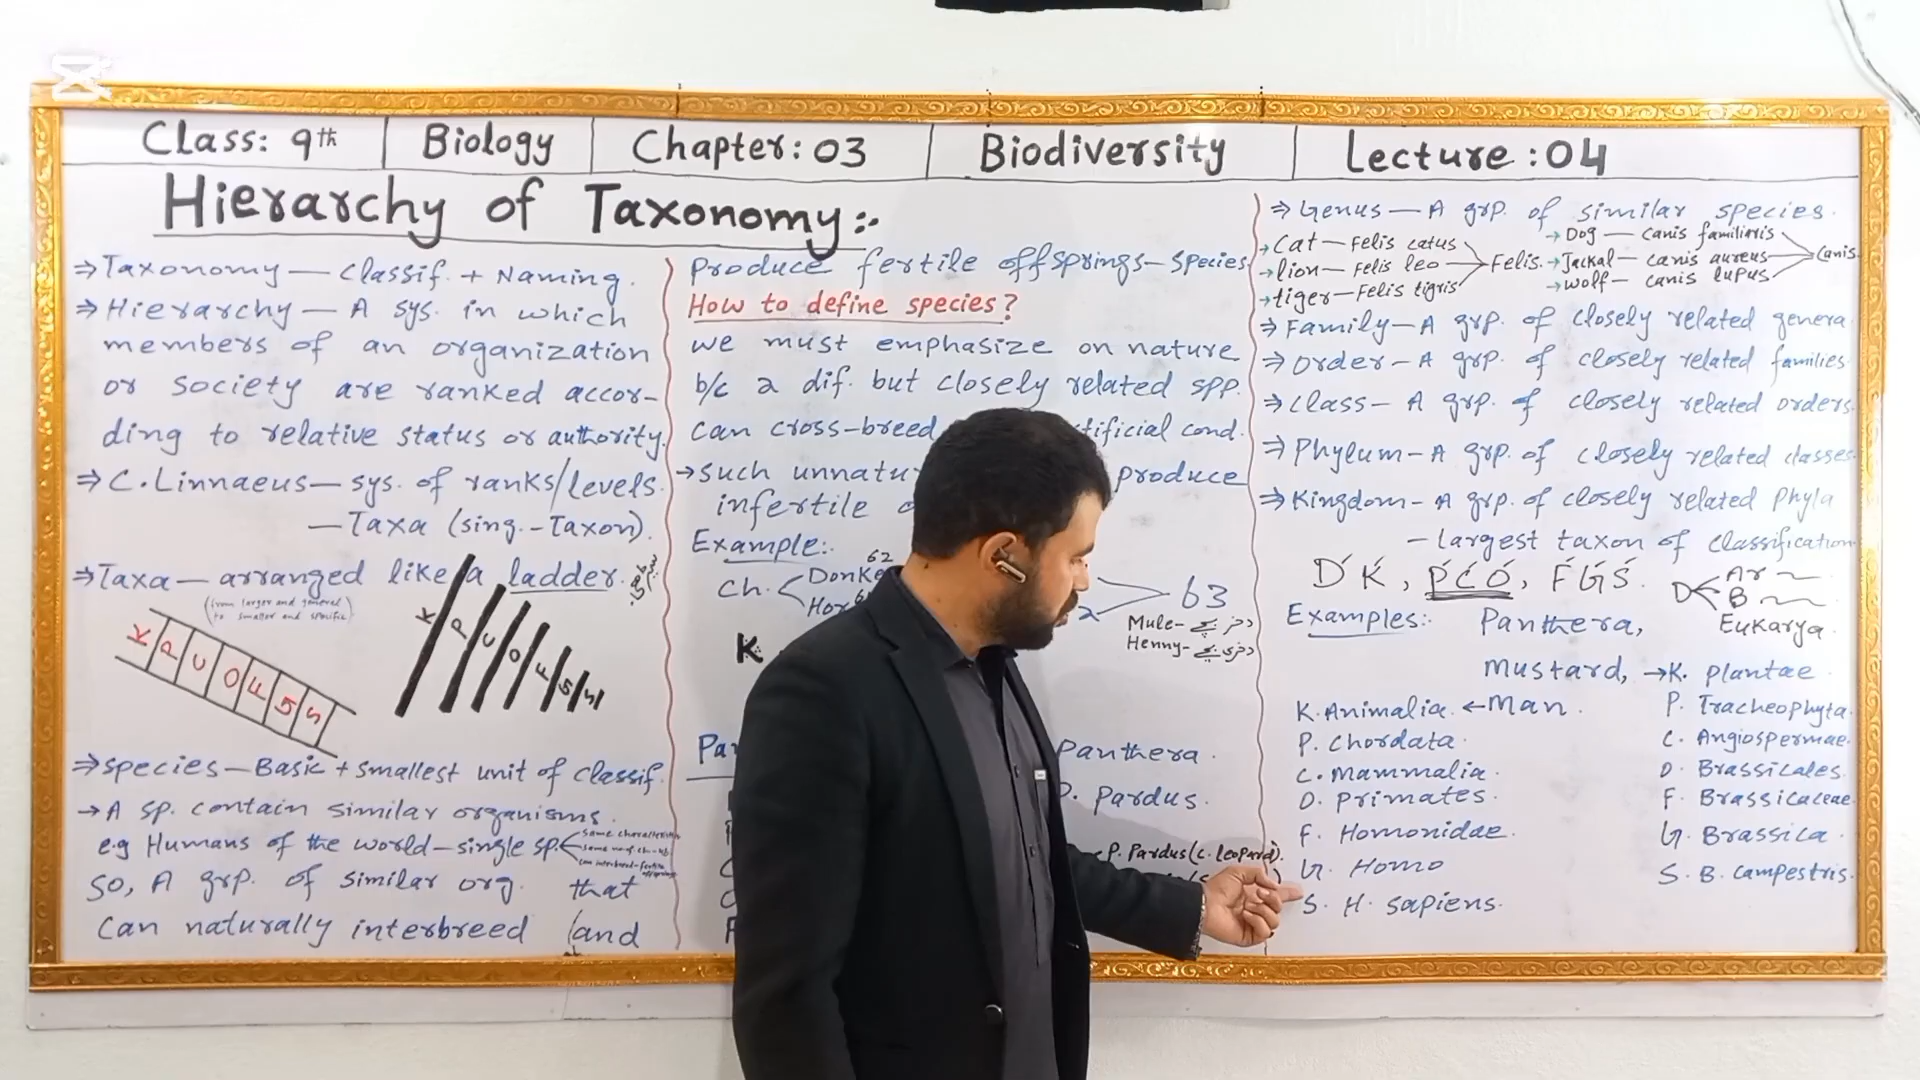 Class: 9th Biology Chapter: 03 Biodiversity Lecture: 04
Hierarchy of Taxonomy:-
⇒ Taxonomy — Classif. + Naming.
⇒ Hierarchy — A sys. in which
members of an organization
or society are ranked accor-
ding to relative status or authority.
⇒ C. Linnaeus — sys. of ranks/levels.
— Taxa (sing. - Taxon).
⇒ Taxa — arranged like a ladder.
(from larger and general
to smaller and specific)
K P C O F G S
K P C O F G S
⇒ Species — Basic + smallest unit of classif.
→ A sp. contain similar organisms.
e.g Humans of the world — single sp.
same characteristics
So, A grp. of similar org. that
can naturally interbreed (and
Produce fertile offsprings — Species
How to define species?
we must emphasize on nature
b/c a dif. but closely related spp.
can cross-breed tificial cond.
→ Such unnatu produce
infertile
Example:-
62
Ch. Donke
Hor
63
Mule-
Henny-
K
Pa Panthera.
P. Pardus.
P. Pardus (C. leopard).
⇒ Genus — A grp. of similar species.
→ Cat — Felis catus
→ lion — Felis leo
→ tiger — Felis tigris
Felis.
→ Dog — canis familiaris
→ Jackal — canis aureus
→ wolf — canis lupus
Canis
⇒ Family — A grp. of closely related genera
⇒ Order — A grp. of closely related families
⇒ Class — A grp. of closely related orders.
⇒ Phylum — A grp. of closely related classes
⇒ Kingdom — A grp. of closely related Phyla
— largest taxon of classification
D K, P C O, F G S. D
Ar
B
Eukarya.
Examples:- Panthera,
Mustard, → K. Plantae
K. Animalia. ← Man. P. Tracheophyta.
P. Chordata. C. Angiospermae.
C. Mammalia. O. Brassicales.
O. Primates. F. Brassicaceae
F. Homonidae. G. Brassica.
G. Homo S. B. campestris.
S. H. sapiens.